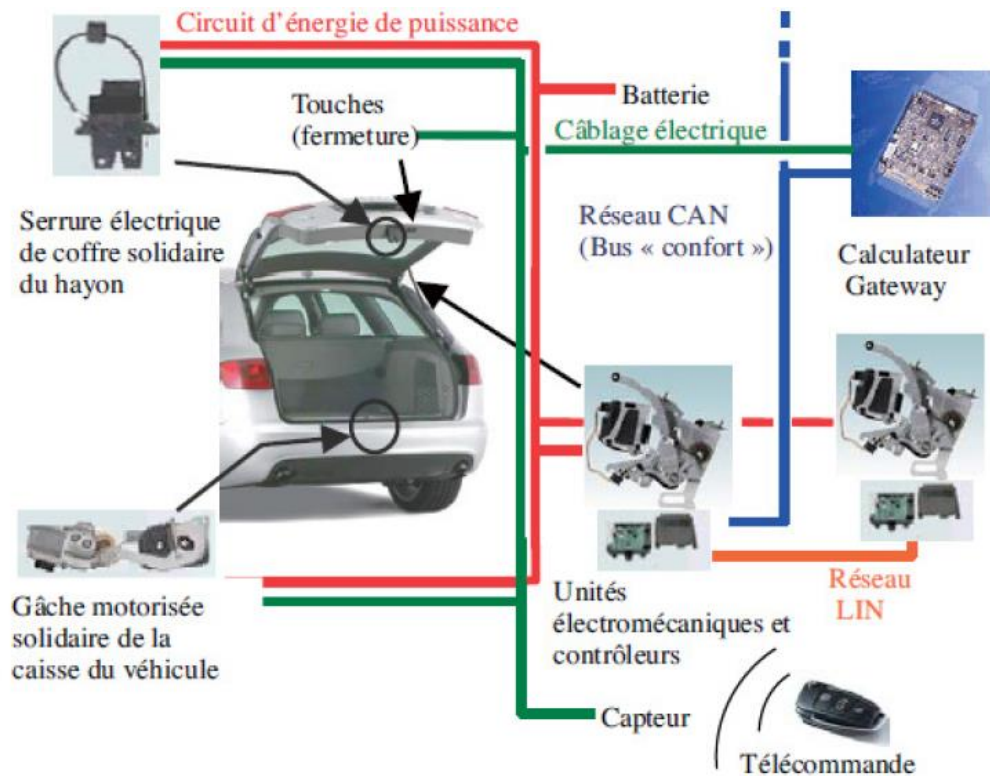 Circuit d'énergie de puissance
Touches
(fermeture)
Batterie
Câblage électrique
Serrure électrique
de coffre solidaire
du hayon
Réseau CAN
(Bus « confort »)
Calculateur
Gateway
Gâche motorisée
solidaire de la
caisse du véhicule
Unités
électromécaniques et
contrôleurs
Réseau
LIN
Capteur
Télécommande